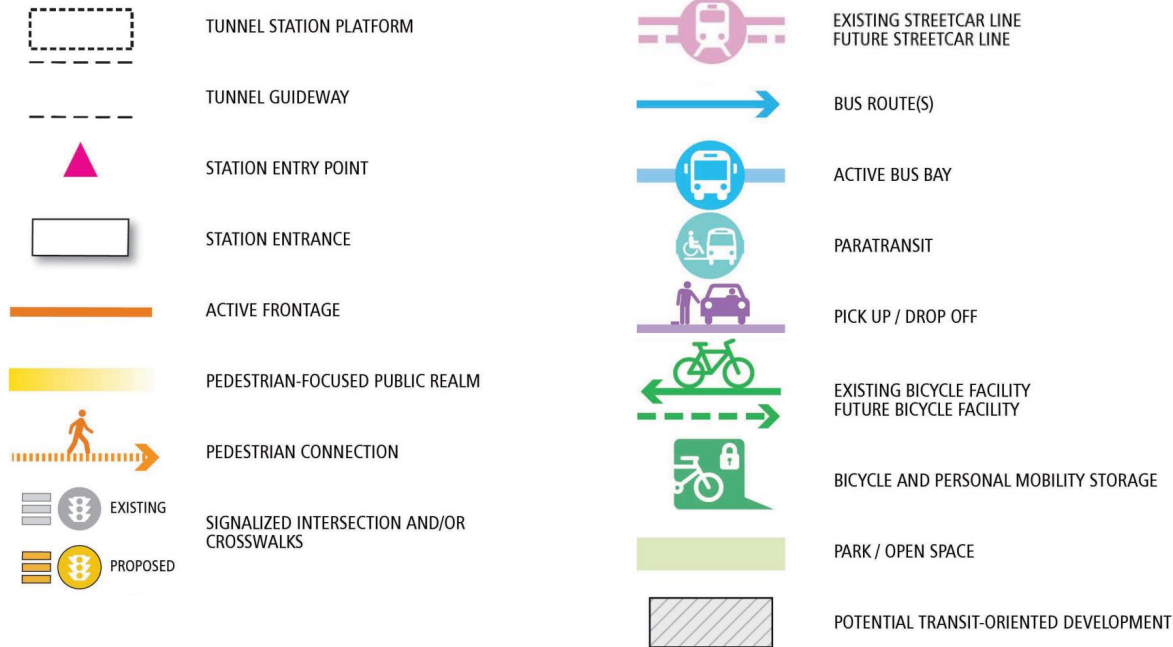 TUNNEL STATION PLATFORM
TUNNEL GUIDEWAY
STATION ENTRY POINT
STATION ENTRANCE
ACTIVE FRONTAGE
PEDESTRIAN-FOCUSED PUBLIC REALM
PEDESTRIAN CONNECTION
EXISTING
PROPOSED
SIGNALIZED INTERSECTION AND/OR
CROSSWALKS
EXISTING STREETCAR LINE
FUTURE STREETCAR LINE
BUS ROUTE(S)
ACTIVE BUS BAY
PARATRANSIT
PICK UP / DROP OFF
EXISTING BICYCLE FACILITY
FUTURE BICYCLE FACILITY
BICYCLE AND PERSONAL MOBILITY STORAGE
PARK / OPEN SPACE
POTENTIAL TRANSIT-ORIENTED DEVELOPMENT